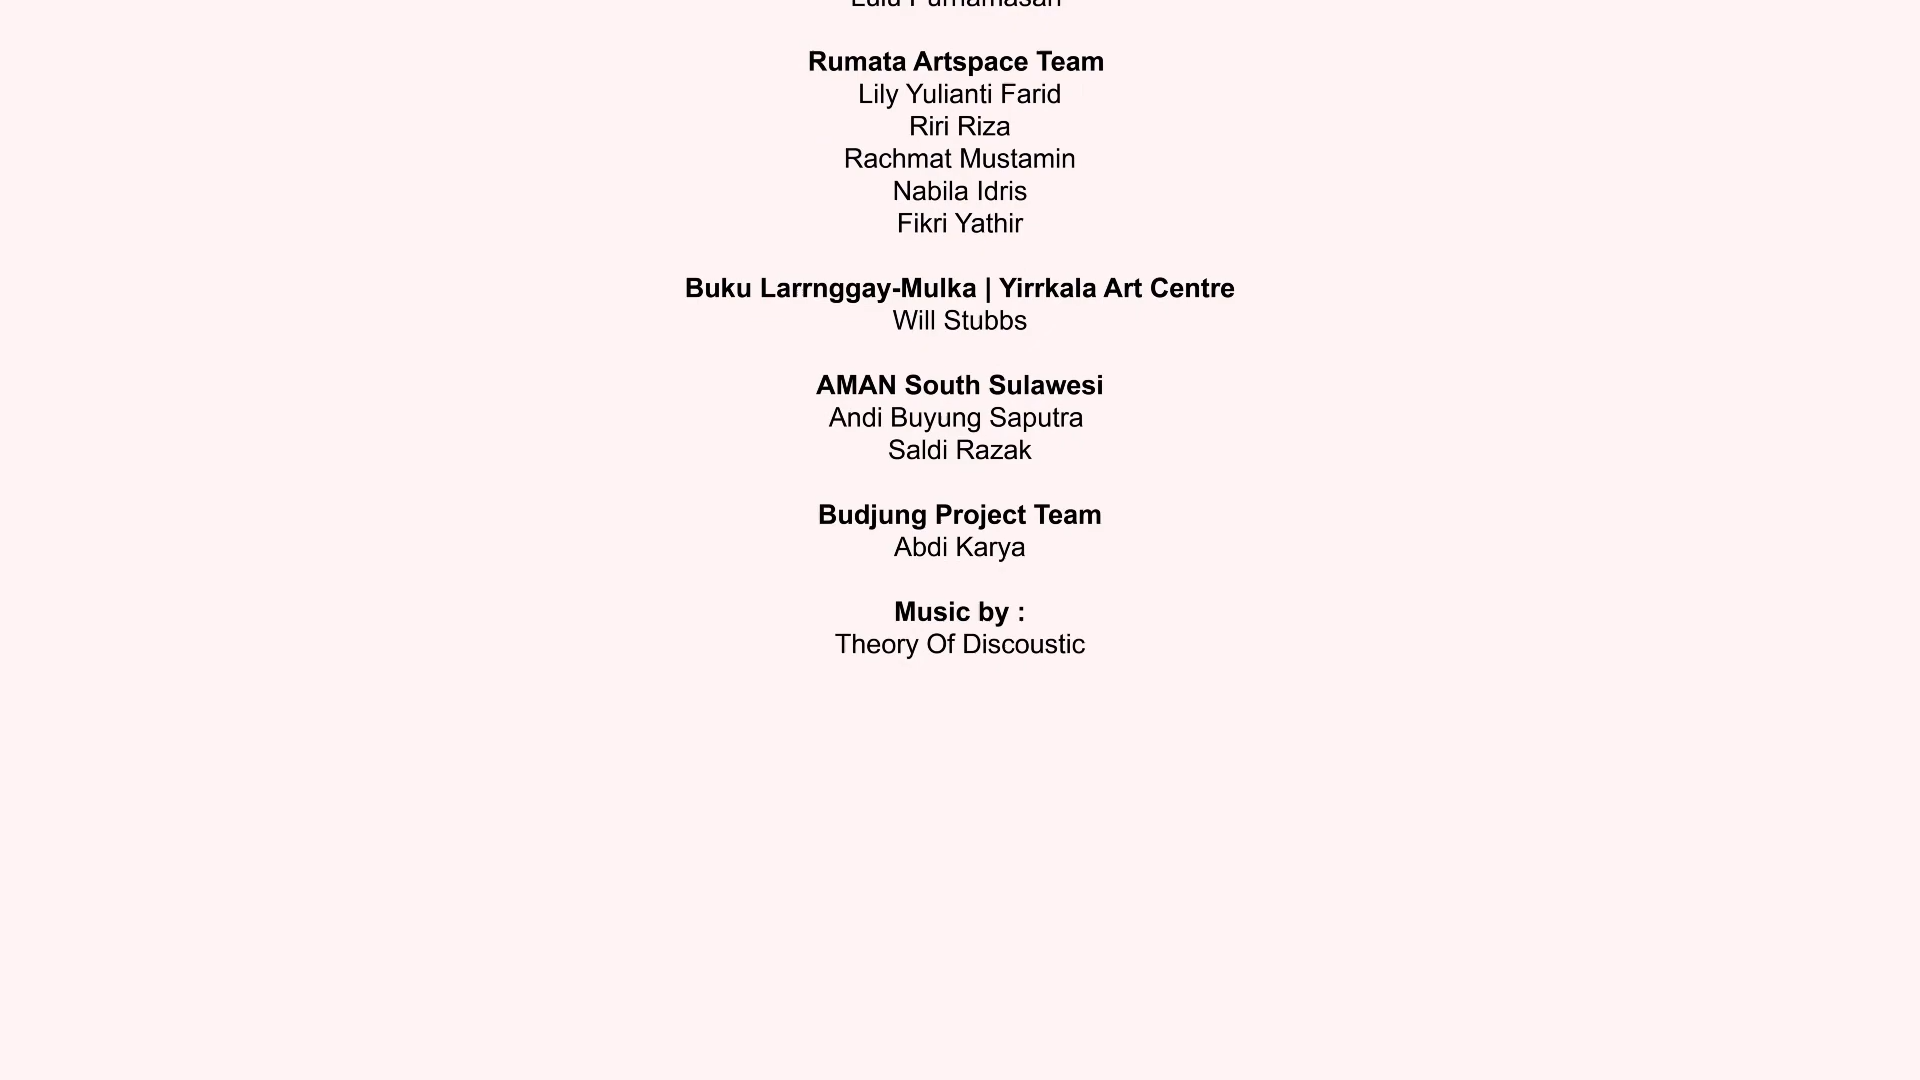 Lulu Purnamasari
Rumata Artspace Team
Lily Yulianti Farid
Riri Riza
Rachmat Mustamin
Nabila Idris
Fikri Yathir
Buku Larrnggay-Mulka | Yirrkala Art Centre
Will Stubbs
AMAN South Sulawesi
Andi Buyung Saputra
Saldi Razak
Budjung Project Team
Abdi Karya
Music by :
Theory Of Discoustic